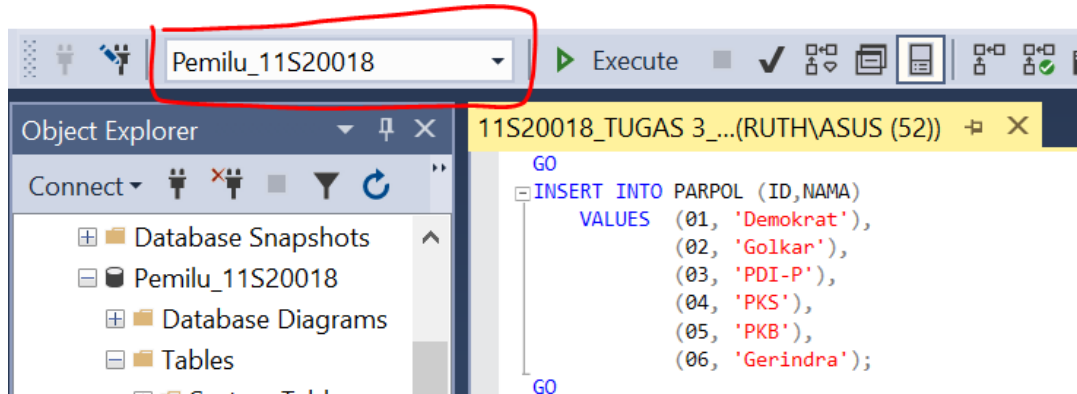 Pemilu_11S20018
Execute
Object Explorer
Connect
Database Snapshots
Pemilu_11S20018
Database Diagrams
Tables
11S20018_TUGAS 3_...(RUTH\ASUS (52))
GO
INSERT INTO PARPOL (ID,NAMA)
VALUES (01, 'Demokrat'),
(02, 'Golkar'),
(03, 'PDI-P'),
(04, 'PKS'),
(05, 'PKB'),
(06, 'Gerindra');
GO